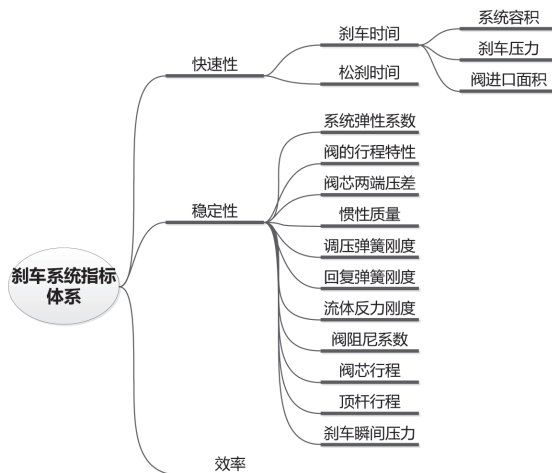 刹车系统指标
体系
快速性
刹车时间
系统容积
刹车压力
阀进口面积
松刹时间
稳定性
系统弹性系数
阀的行程特性
阀芯两端压差
惯性质量
调压弹簧刚度
回复弹簧刚度
流体反力刚度
阀阻尼系数
阀芯行程
顶杆行程
刹车瞬间压力
效率